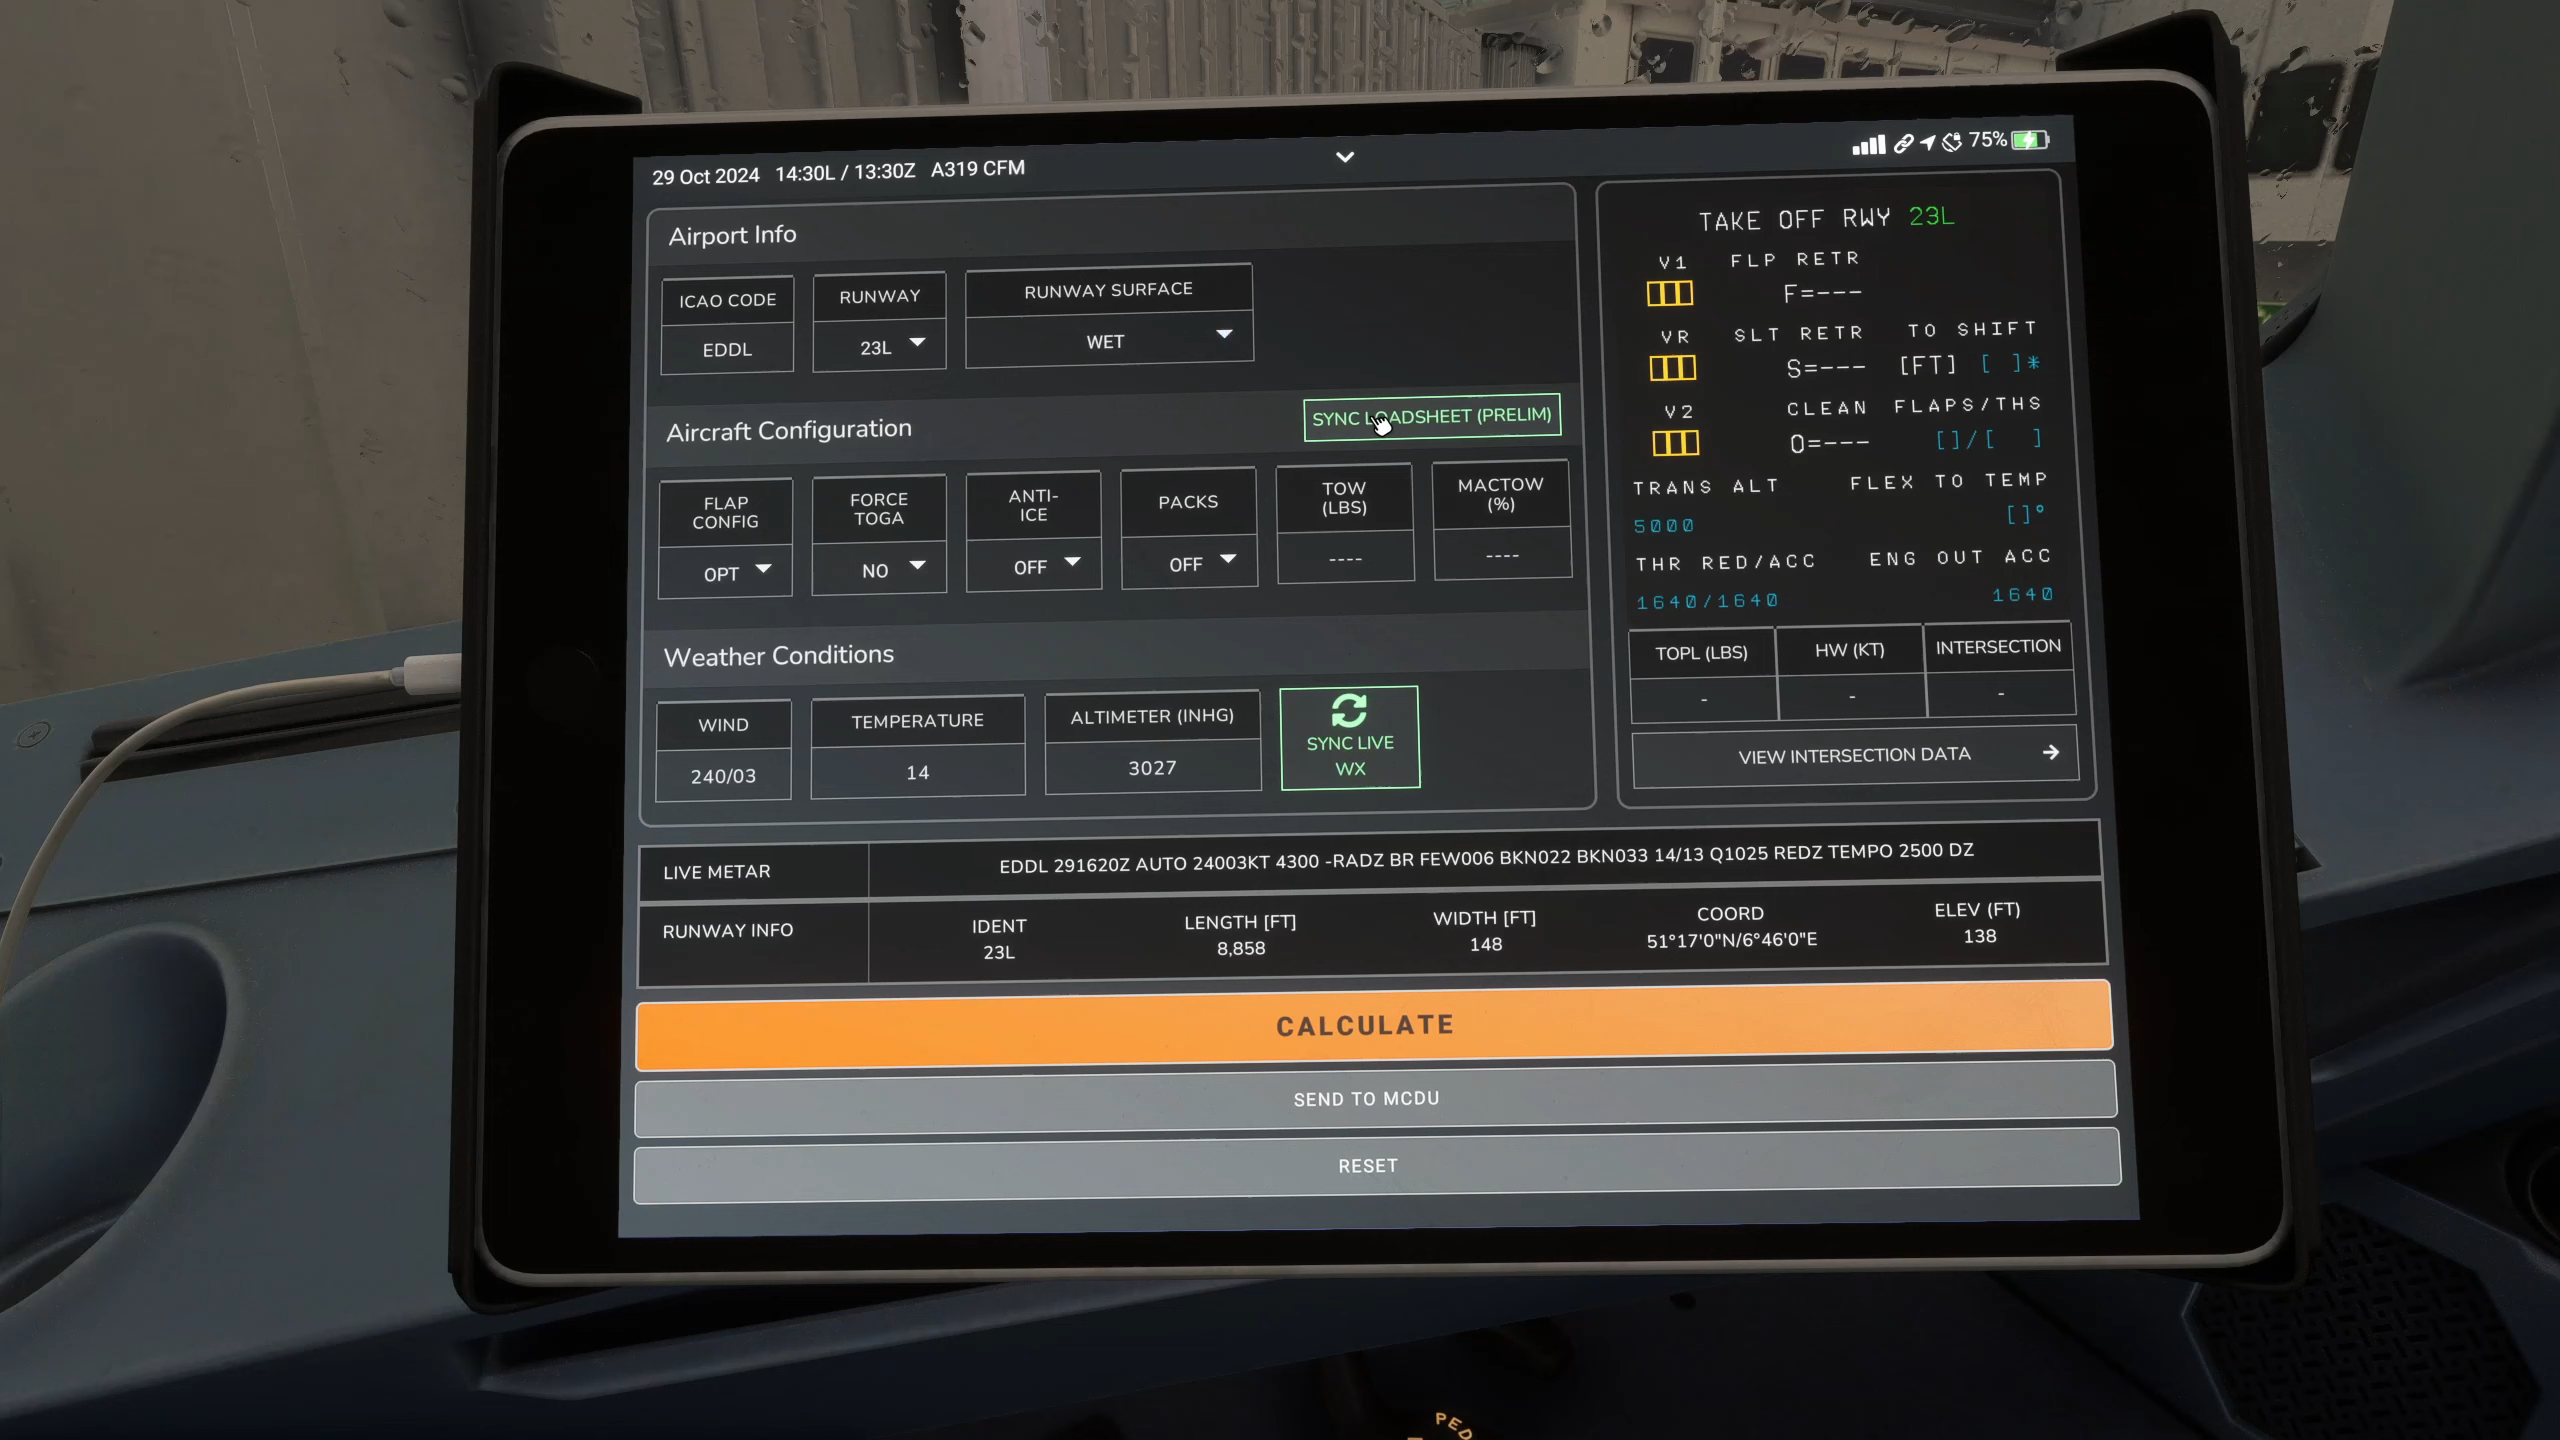 29 Oct 2024 14:30L / 13:30Z A319 CFM
75%
Airport Info
ICAO CODE
EDDL
RUNWAY
23L
RUNWAY SURFACE
WET
Aircraft Configuration
SYNC LOADSHEET (PRELIM)
FLAP CONFIG
OPT
FORCE TOGA
NO
ANTI-ICE
OFF
PACKS
OFF
TOW (LBS)
----
MACTOW (%)
----
Weather Conditions
WIND
240/03
TEMPERATURE
14
ALTIMETER (INHG)
3027
SYNC LIVE WX
TAKE OFF RWY 23L
V1 FLP RETR
F=---
VR SLT RETR TO SHIFT
S=--- [FT] [ ]*
V2 CLEAN FLAPS/THS
O=--- []/[ ]
TRANS ALT FLEX TO TEMP
5000 []°
THR RED/ACC ENG OUT ACC
1640/1640 1640
TOPL (LBS) HW (KT) INTERSECTION
- - -
VIEW INTERSECTION DATA
LIVE METAR
EDDL 291620Z AUTO 24003KT 4300 -RADZ BR FEW006 BKN022 BKN033 14/13 Q1025 REDZ TEMPO 2500 DZ
RUNWAY INFO
IDENT LENGTH [FT] WIDTH [FT] COORD ELEV (FT)
23L 8,858 148 51°17'0"N/6°46'0"E 138
CALCULATE
SEND TO MCDU
RESET
PED